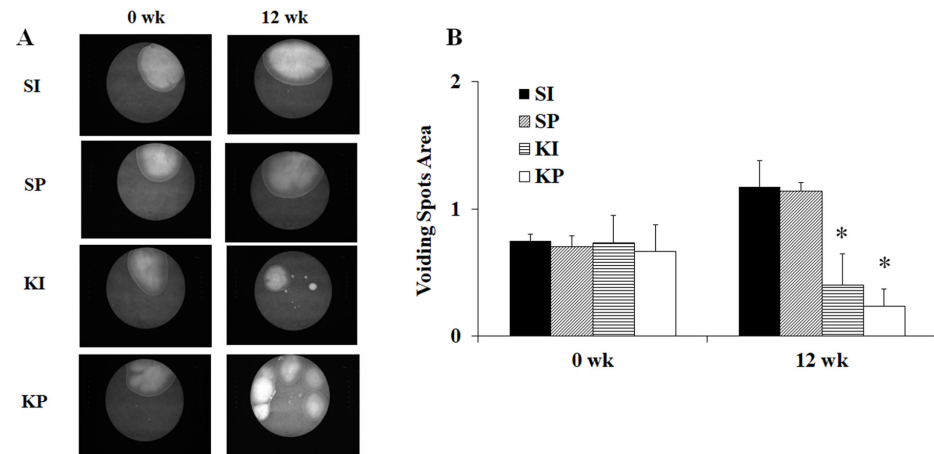 0 wk 12 wk
A
SI
SP
KI
KP
B
Voiding Spots Area
2
1
0
SI
SP
KI
KP
*
*
0 wk 12 wk